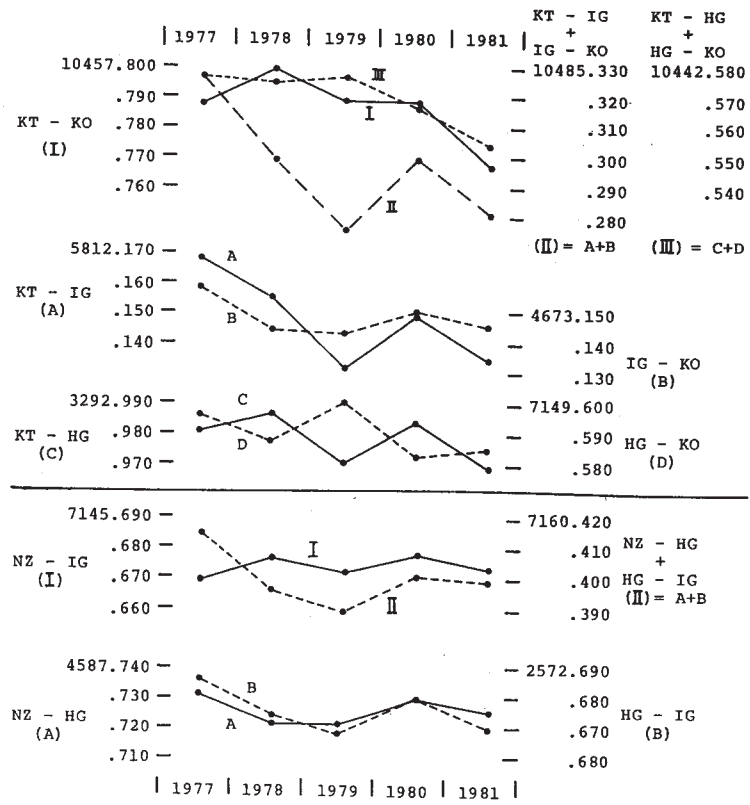 KT - IG KT - HG
+ +
| 1977 | 1978 | 1979 | 1980 | 1981 | IG - KO HG - KO
10457.800 III 10485.330 10442.580
.790 .320 .570
I
KT - KO .780 .310 .560
(I)
.770 .300 .550
.760 .290 .540
II
.280
5812.170 A (II)= A+B (III) = C+D
KT - IG .160
(A)
.150 B 4673.150
.140 .140
IG - KO
.130 (B)
3292.990 C 7149.600
KT - HG .980 D .590 HG - KO
(C) (D)
.970 .580
7145.690 7160.420
.680 I .410 NZ - HG
NZ - IG +
(I) .670 .400 HG - IG
.660 II .390 (II)= A+B
4587.740 2572.690
.730 B .680
NZ - HG .720 A .670 HG - IG
(A) (B)
.710 .680
| 1977 | 1978 | 1979 | 1980 | 1981 |